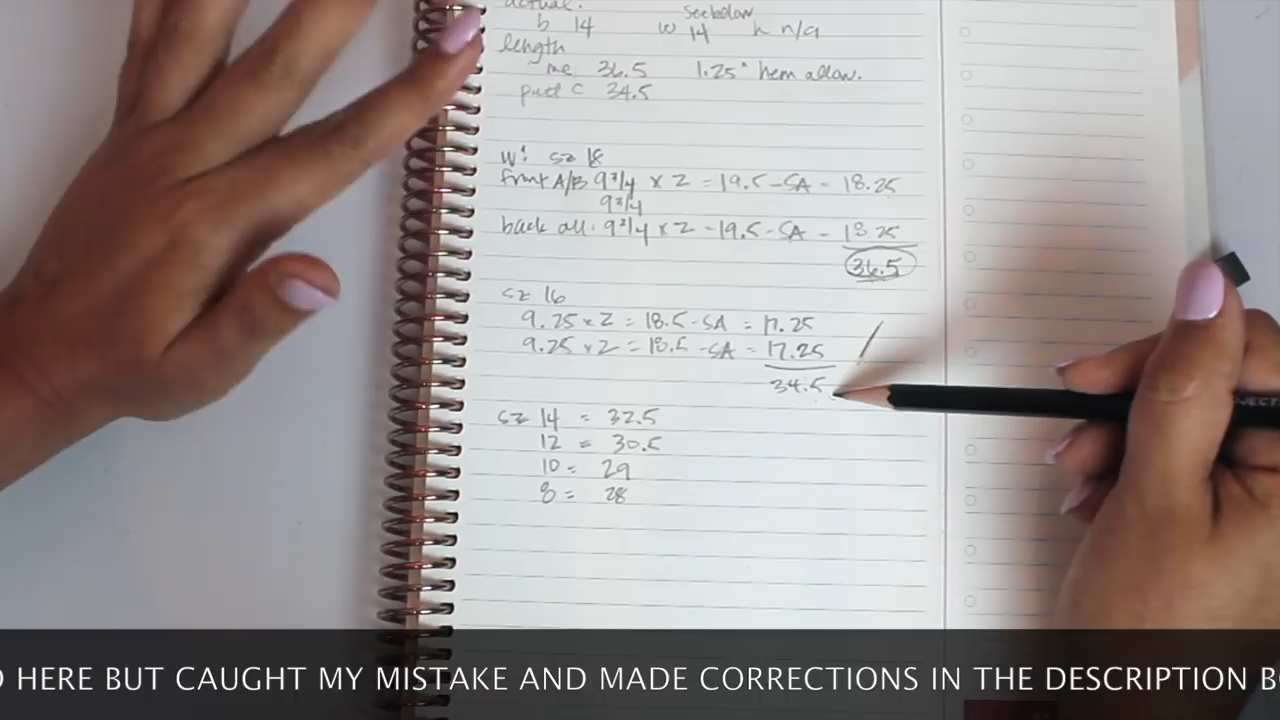 actual. see below
b 14 w 14 h n/a
length
me 36.5 1.25" hem allow.
patt C 34.5
W: sz 18
front A/B 9 3/4 x 2 = 19.5 - SA - 18.25
9 3/4
back all. 9 3/4 x 2 - 19.5 - SA - 18.25
36.5
sz 16
9.25 x 2 = 18.5 - SA = 17.25
9.25 x 2 = 18.5 - SA = 17.25
34.5
sz 14 = 32.5
12 = 30.5
10 = 29
8 = 28
HERE BUT CAUGHT MY MISTAKE AND MADE CORRECTIONS IN THE DESCRIPTION